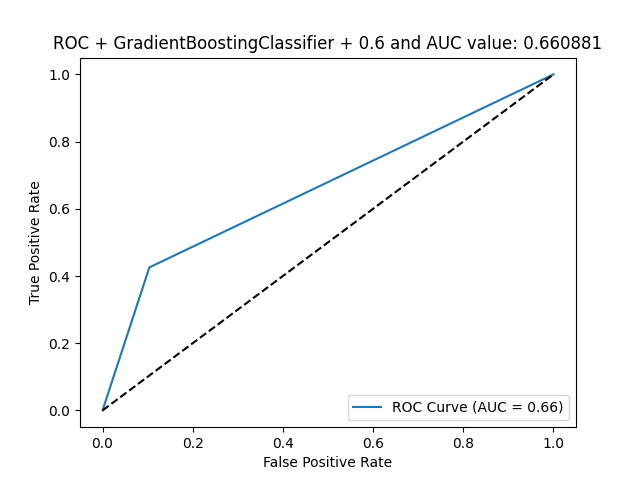 ROC + GradientBoostingClassifier + 0.6 and AUC value: 0.660881
1.0
0.8
0.6
0.4
0.2
0.0
True Positive Rate
ROC Curve (AUC = 0.66)
0.0 0.2 0.4 0.6 0.8 1.0
False Positive Rate